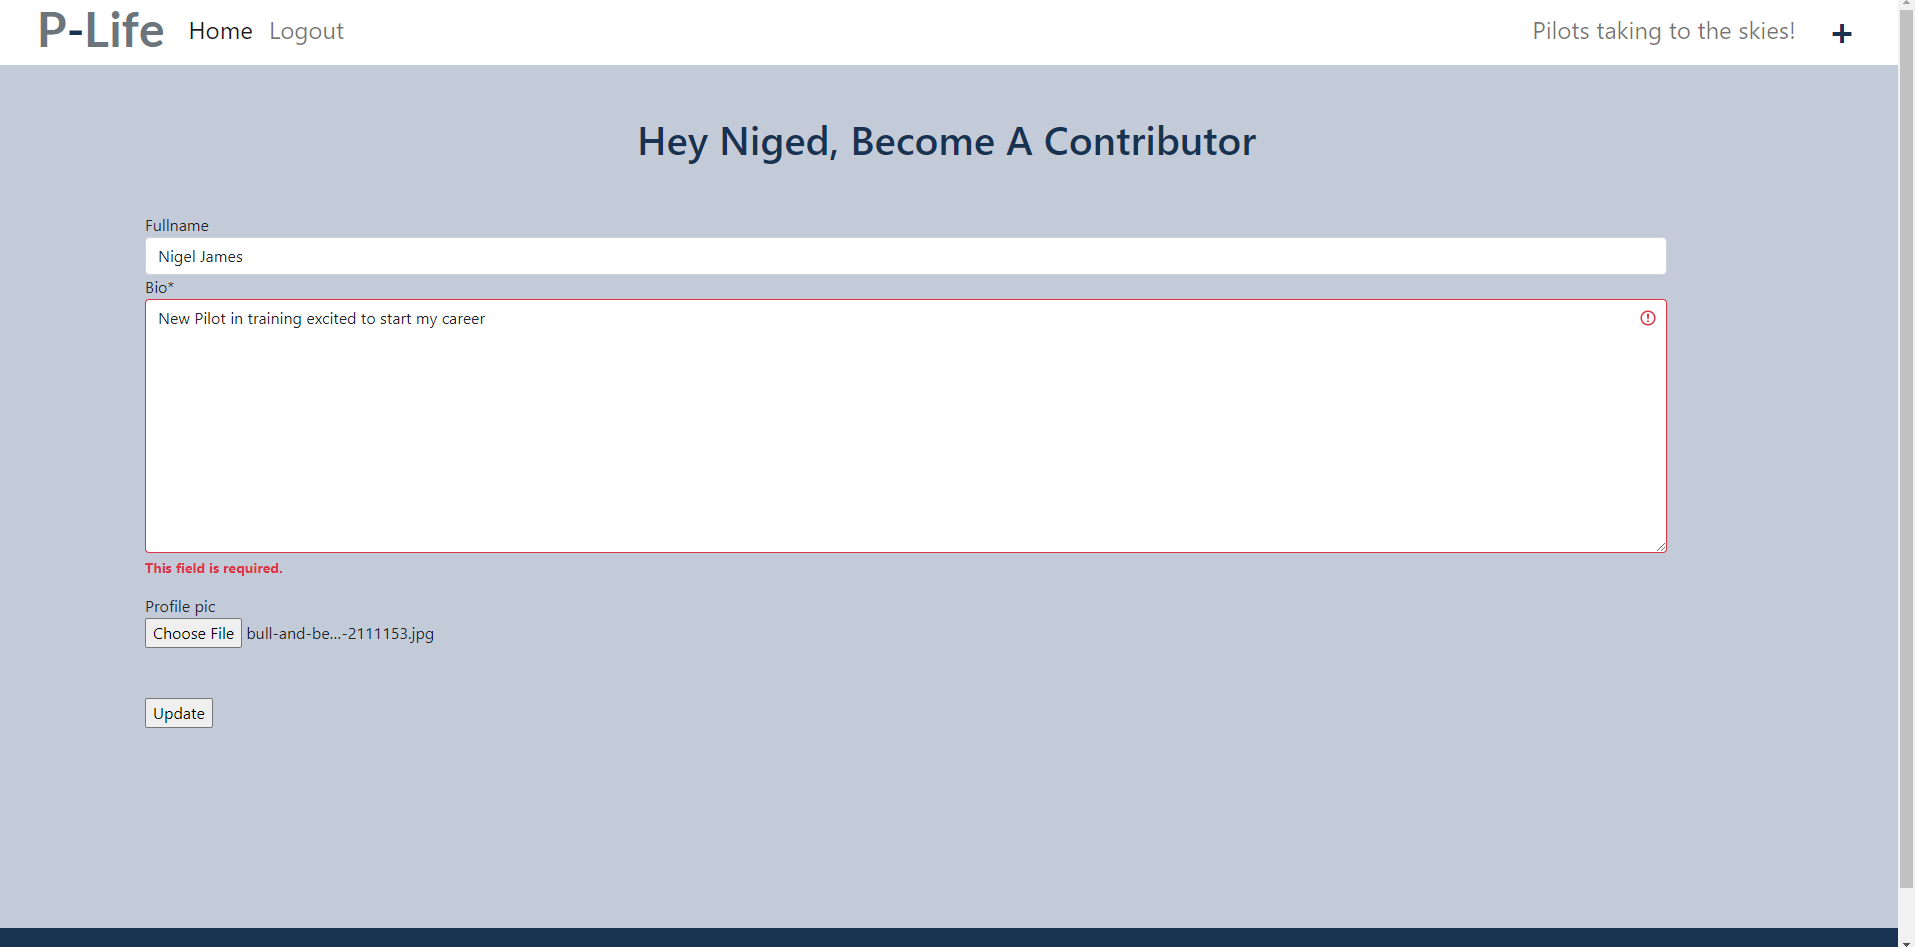 P-Life Home Logout Pilots taking to the skies! +
Hey Niged, Become A Contributor
Fullname
Nigel James
Bio*
New Pilot in training excited to start my career
This field is required.
Profile pic
Choose File bull-and-be...-2111153.jpg
Update